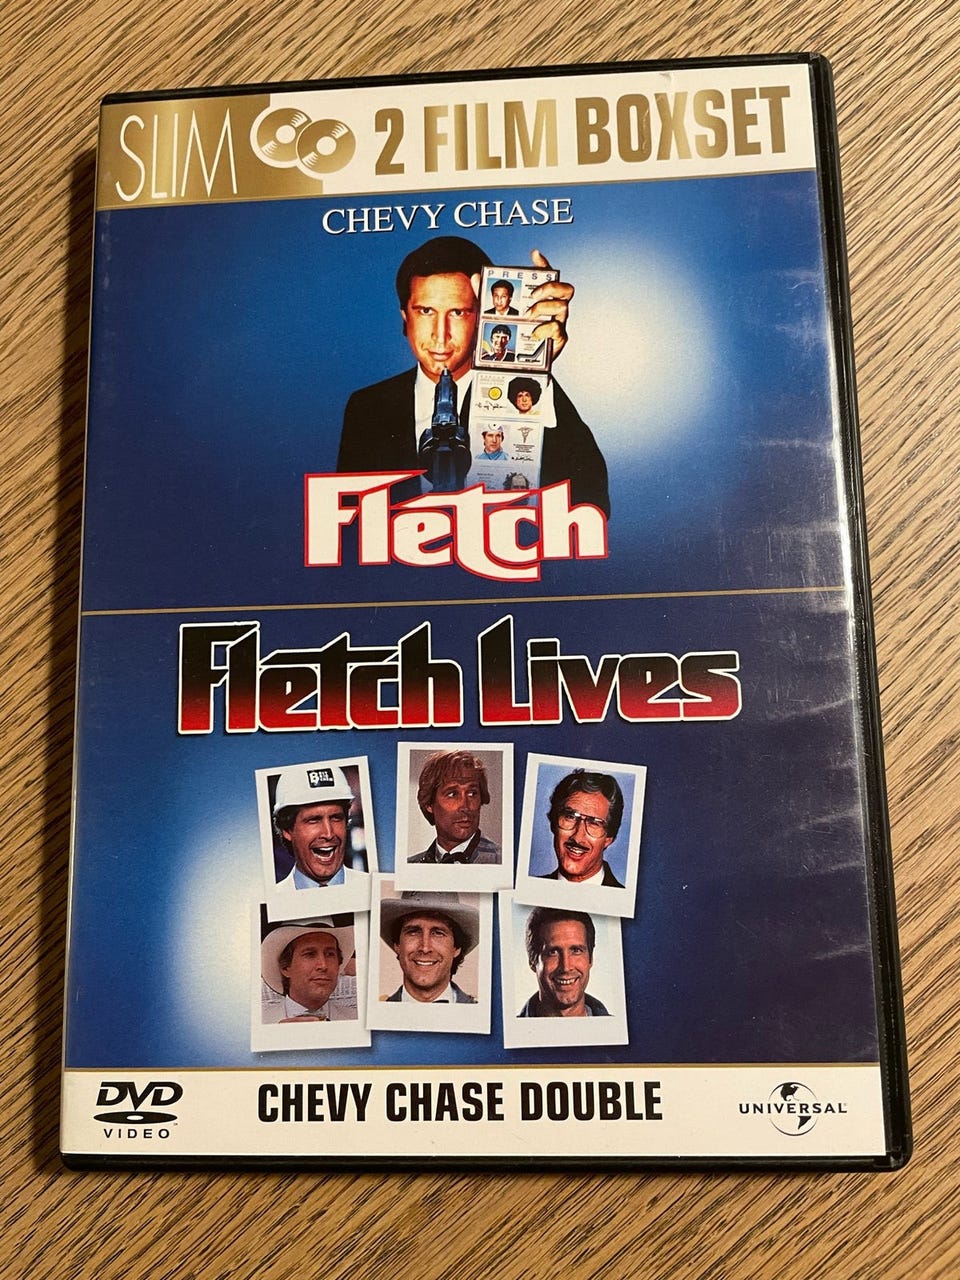 SLIM 2 FILM BOXSET
CHEVY CHASE
PRESS
Fletch
Fletch Lives
DVD
VIDEO
CHEVY CHASE DOUBLE
UNIVERSAL